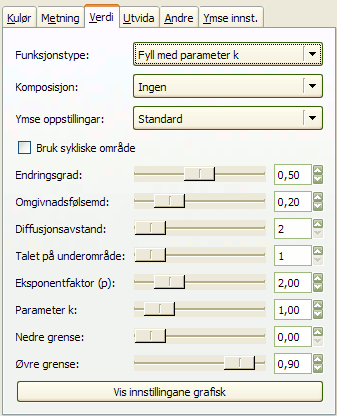 Kulør Metning Verdi Utvida Andre Ymse innst.
Funksjonstype: Fyll med parameter k
Komposisjon: Ingen
Ymse oppstillingar: Standard
Bruk sykliske område
Endringsgrad: 0,50
Omgivnadsfølsemd: 0,20
Diffusjonsavstand: 2
Talet på underområde: 1
Eksponentfaktor (p): 2,00
Parameter k: 1,00
Nedre grense: 0,00
Øvre grense: 0,90
Vis innstillingane grafisk